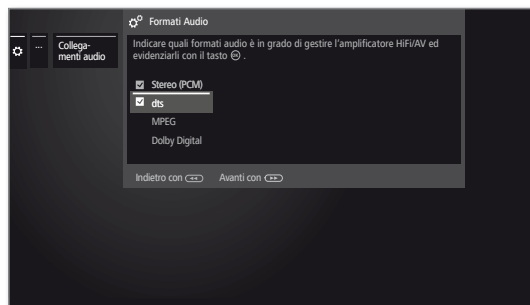 Formati Audio
...
Collega-
menti audio
Indicare quali formati audio è in grado di gestire l'amplificatore HiFi/AV ed
evidenziarli con il tasto OK .
Stereo (PCM)
dts
MPEG
Dolby Digital
Indietro con
Avanti con